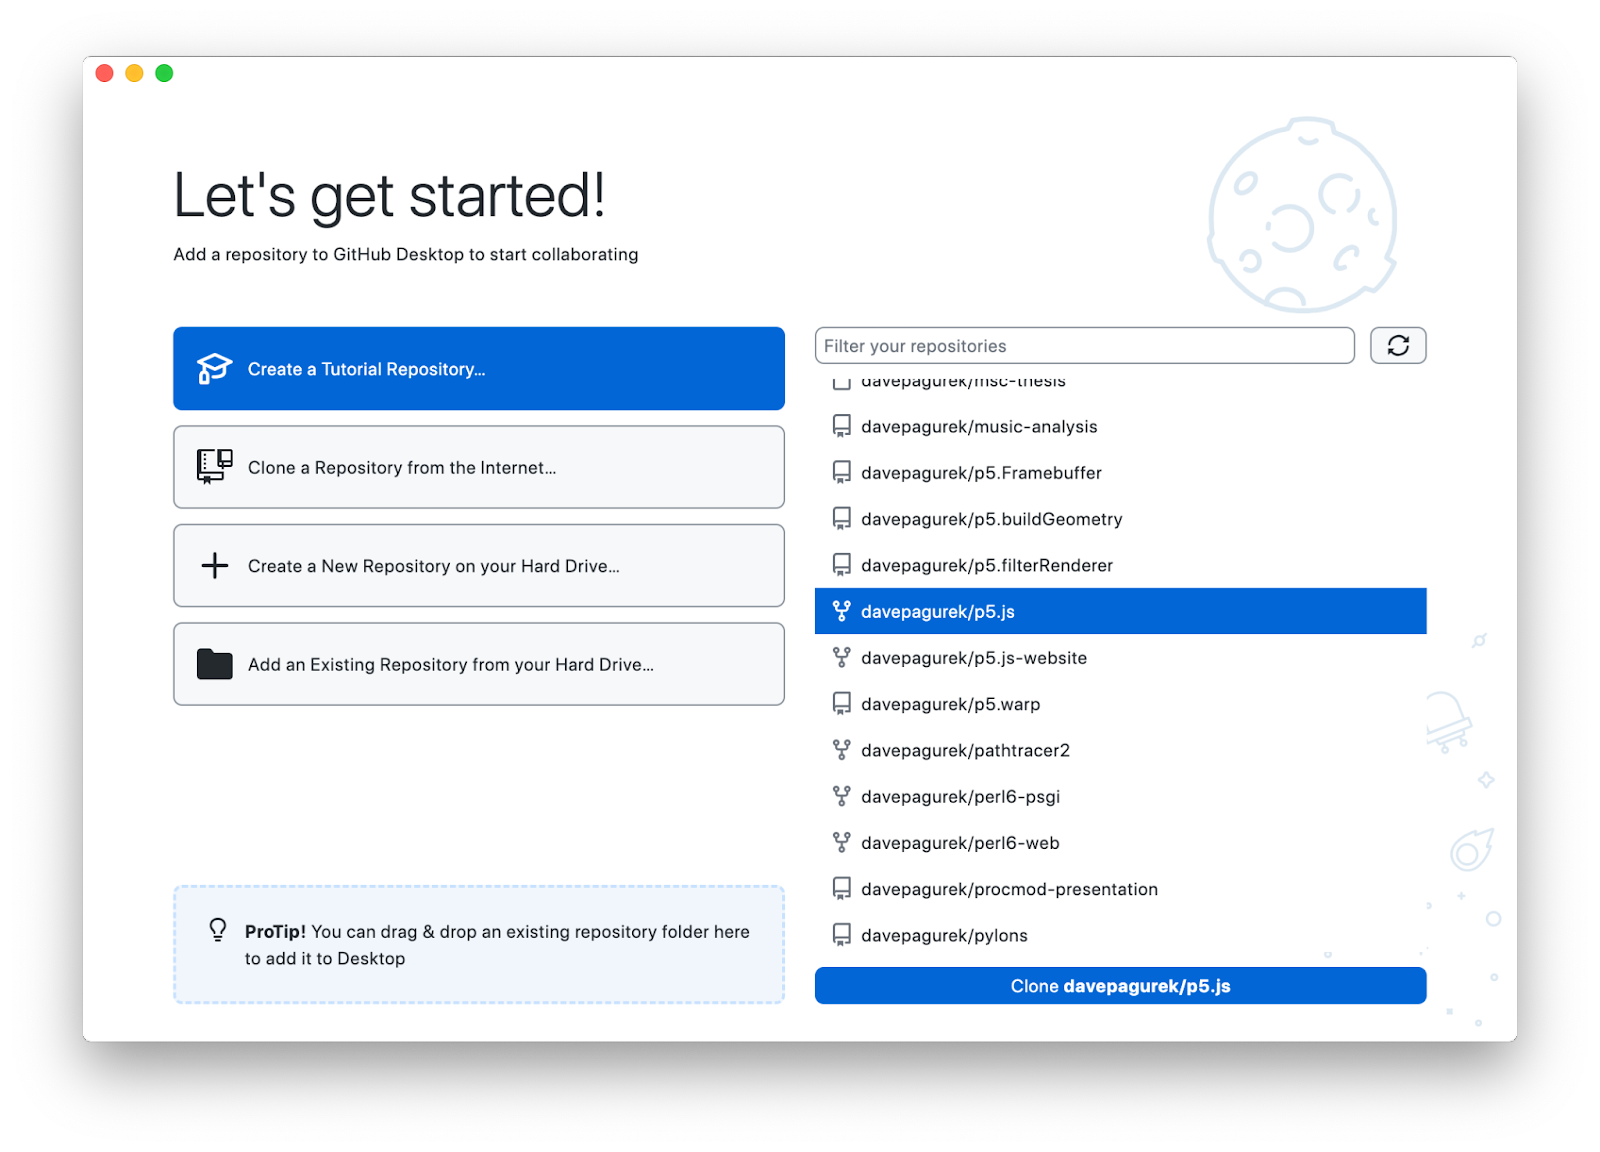 Let's get started!
Add a repository to GitHub Desktop to start collaborating
Create a Tutorial Repository...
Clone a Repository from the Internet...
Create a New Repository on your Hard Drive...
Add an Existing Repository from your Hard Drive...
ProTip! You can drag & drop an existing repository folder here
to add it to Desktop
Filter your repositories
davepagurek/msc-thesis
davepagurek/music-analysis
davepagurek/p5.Framebuffer
davepagurek/p5.buildGeometry
davepagurek/p5.filterRenderer
davepagurek/p5.js
davepagurek/p5.js-website
davepagurek/p5.warp
davepagurek/pathtracer2
davepagurek/perl6-psgi
davepagurek/perl6-web
davepagurek/procmod-presentation
davepagurek/pylons
Clone davepagurek/p5.js